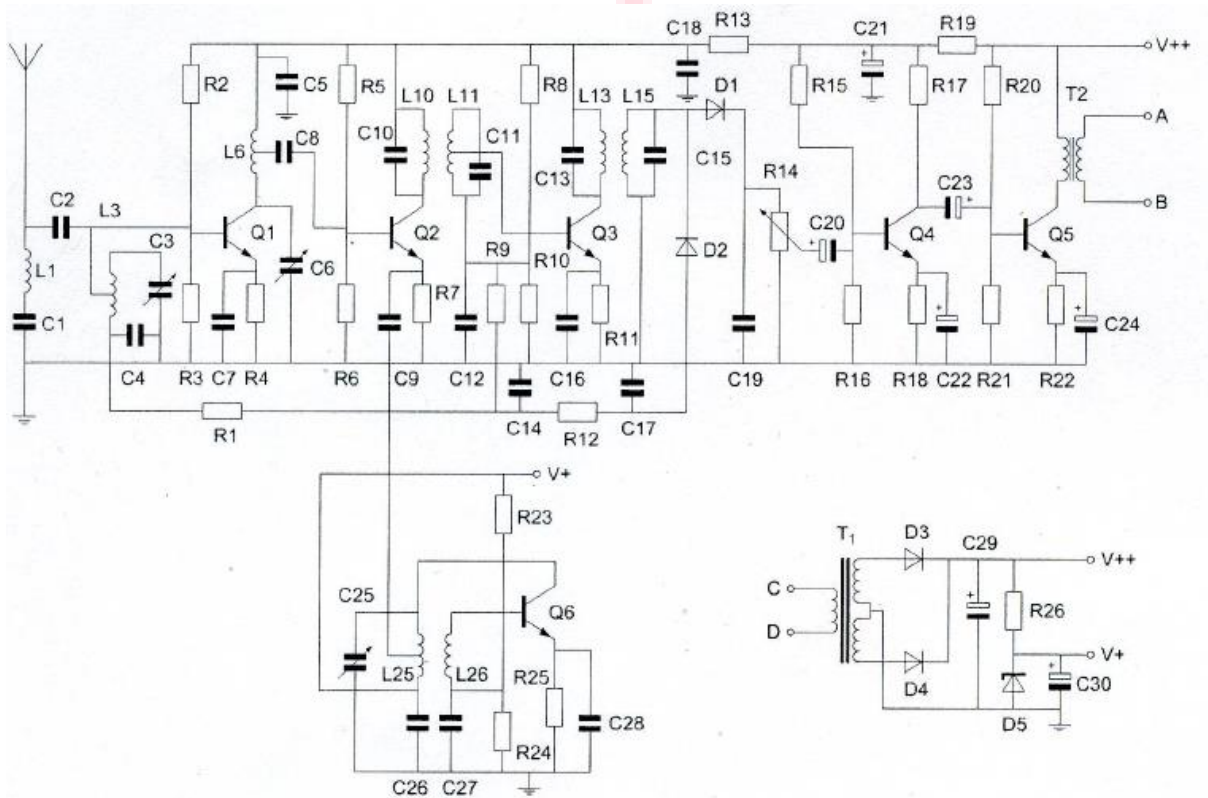 C18 R13 C21 R19
V++
R2 C5 R5 L10 L11 R8 L13 L15 D1 R15 R17 R20 T2
C8 C10 C11 A
L6 C13 C15 R14
C2 L3 C23 B
C3 Q1 Q2 Q3 C20 Q4 Q5
L1 C6 R7 R9 R10 D2
C1 R11 C24
C4 R3 C7 R4 R6 C9 C12 C16 C19 R16 R18 C22 R21 R22
R1 C14 R12 C17
V+
R23
T1 D3 C29 V++
C25 Q6 C R26
D
L25 L26 R25 D4 V+
C30
C28 D5
R24
C26 C27
+
+
+
+
+
+
+